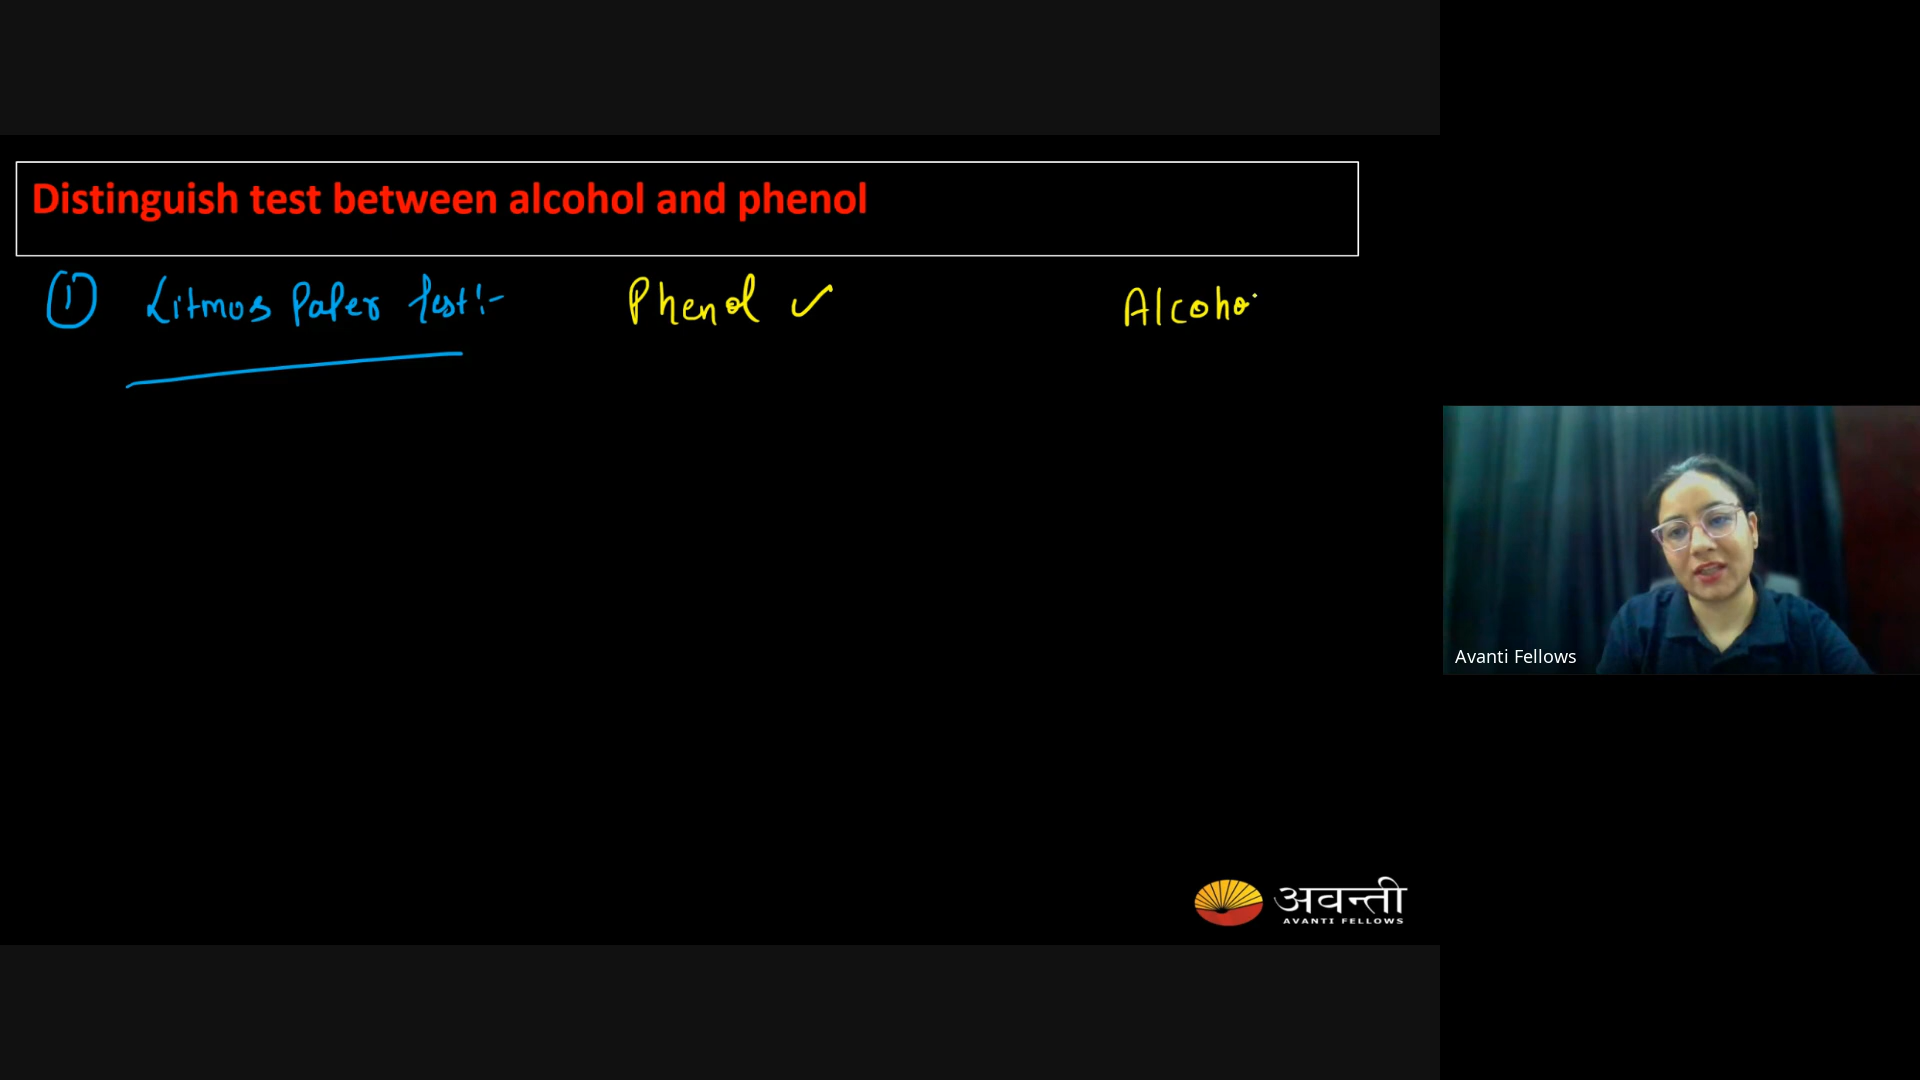 Distinguish test between alcohol and phenol
① Litmus Paper test:- Phenol ✓ Alcoho
Avanti Fellows
अवन्ती
AVANTI FELLOWS